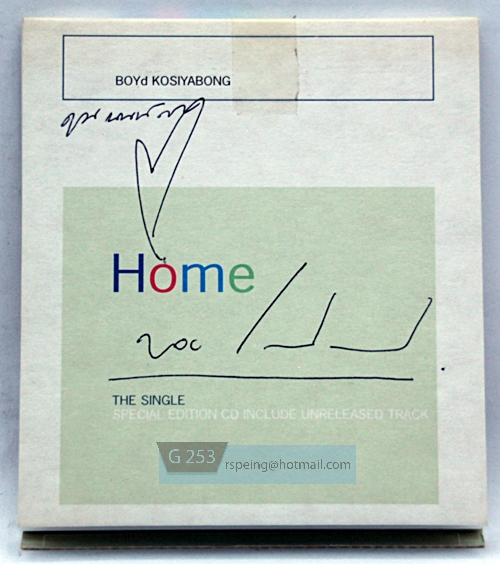 BOYd KOSIYABONG
Home
THE SINGLE
SPECIAL EDITION CD INCLUDE UNRELEASED TRACK
G 253
rspeing@hotmail.com